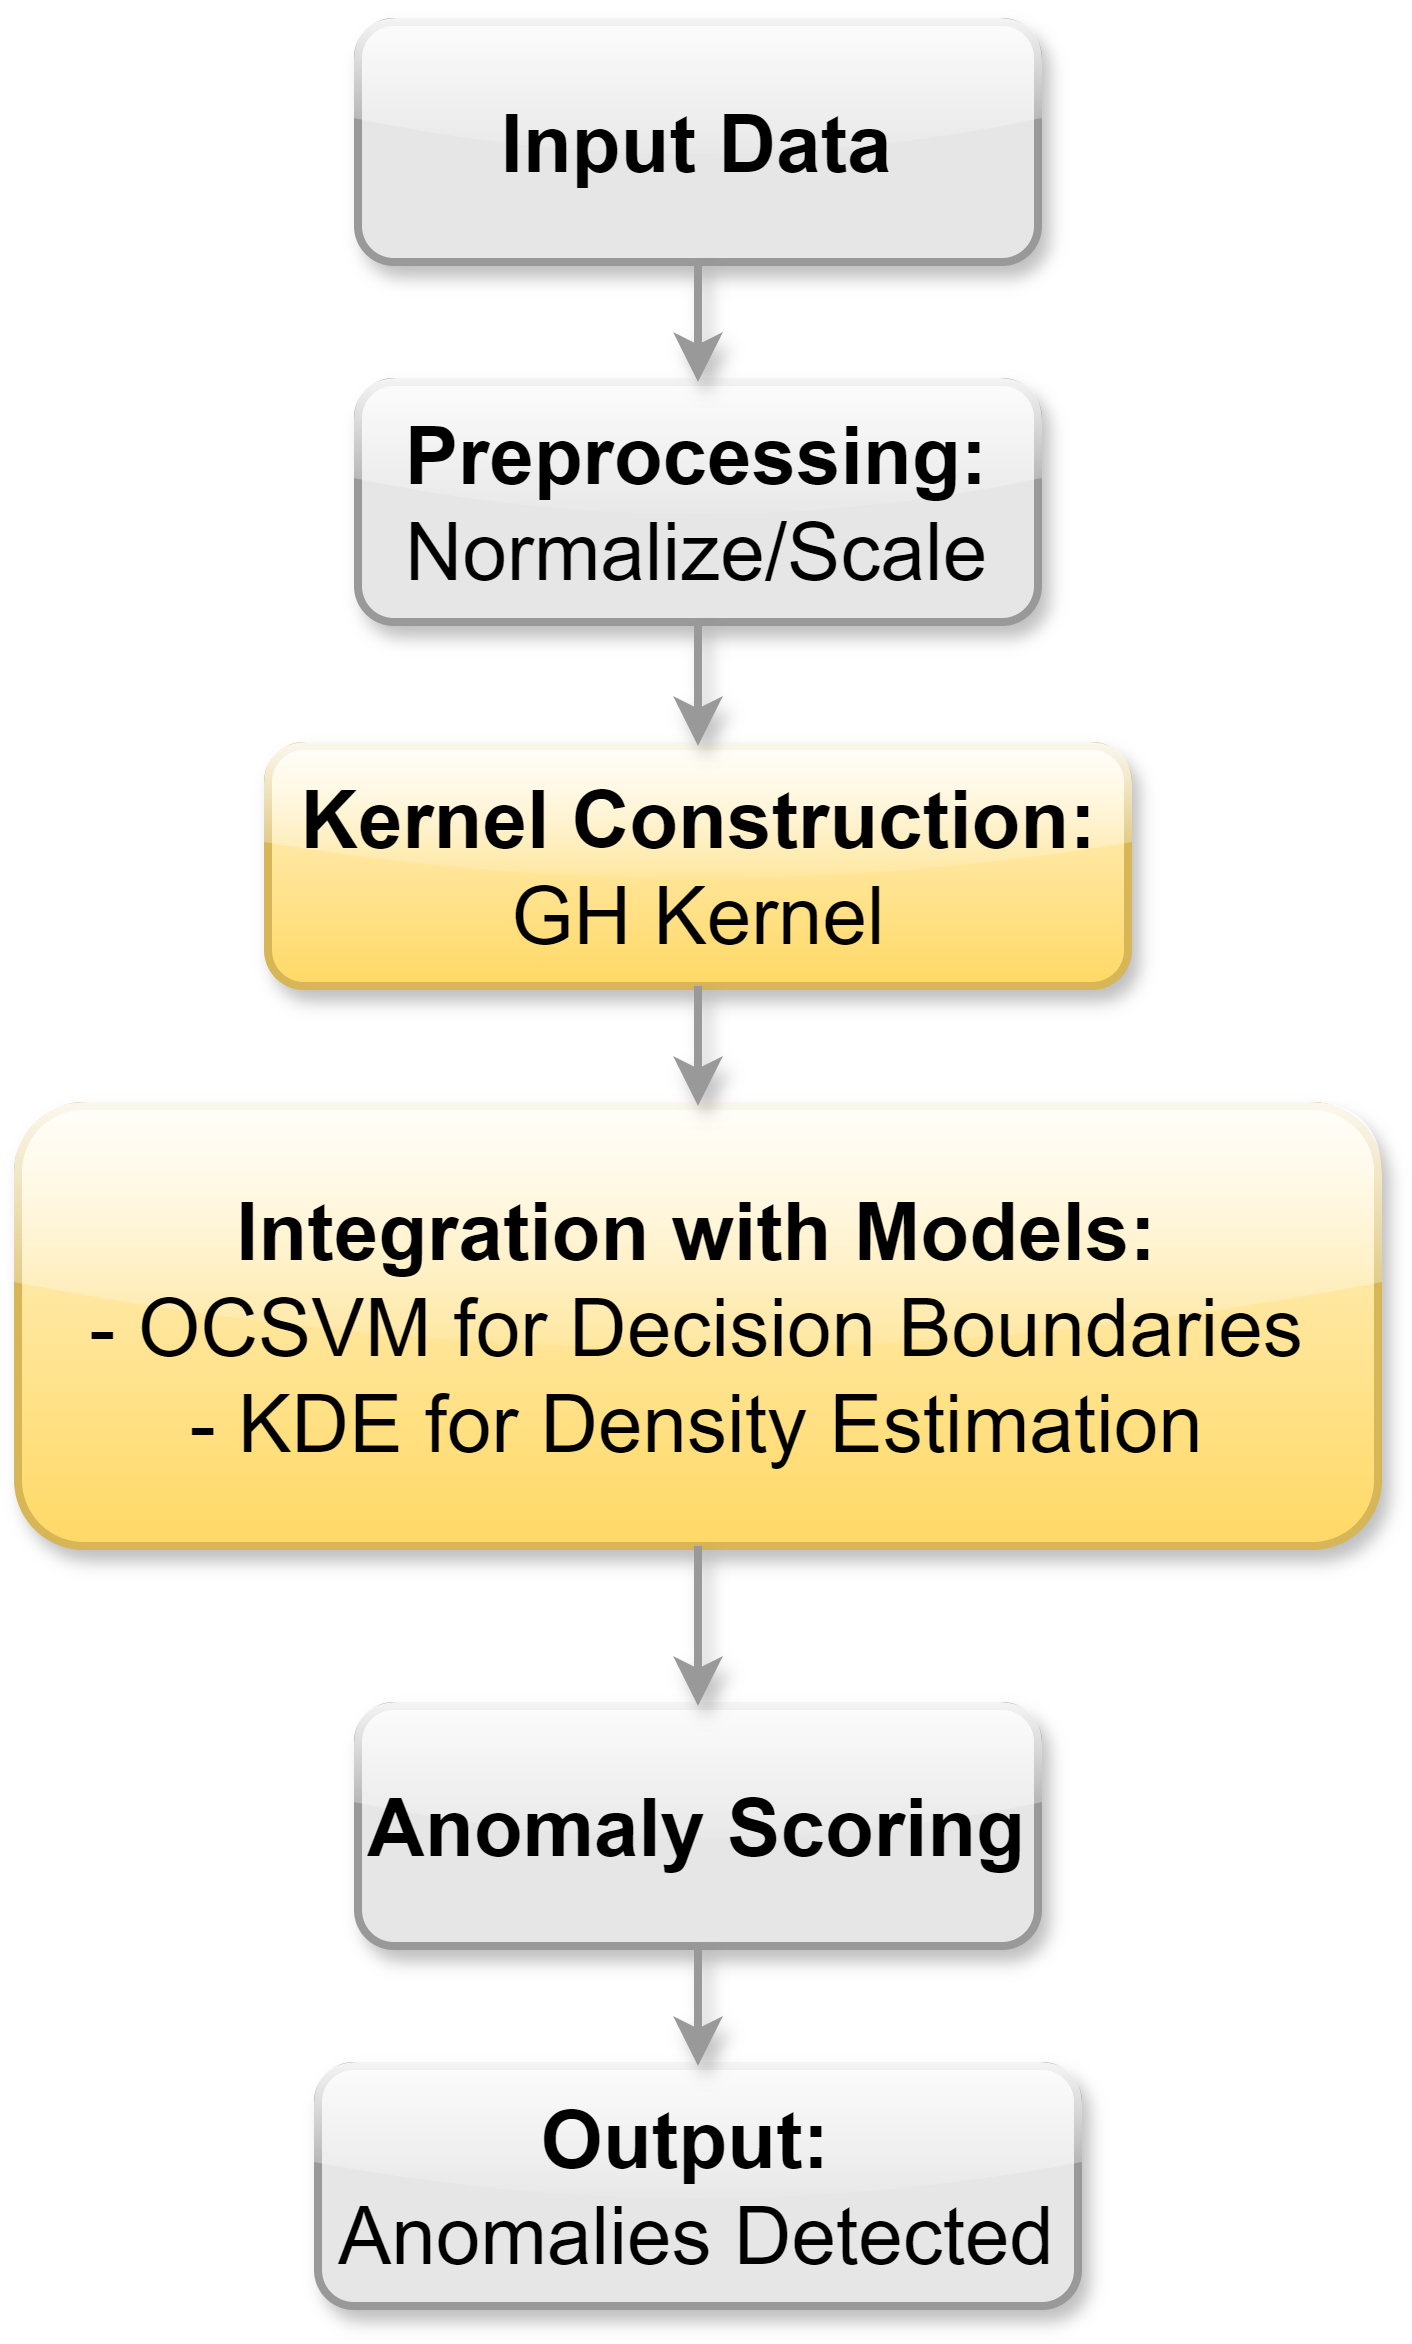 Input Data
Preprocessing:
Normalize/Scale
Kernel Construction:
GH Kernel
Integration with Models:
- OCSVM for Decision Boundaries
- KDE for Density Estimation
Anomaly Scoring
Output:
Anomalies Detected